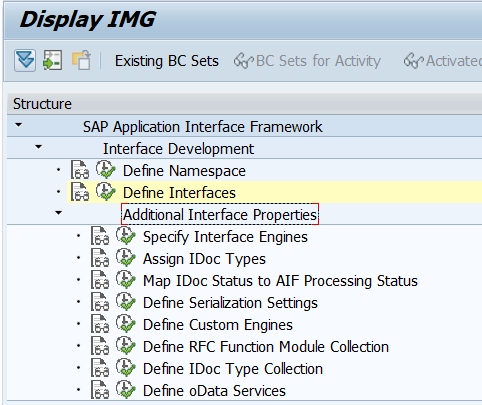 Display IMG
Existing BC Sets BC Sets for Activity Activated
Structure
SAP Application Interface Framework
Interface Development
Define Namespace
Define Interfaces
Additional Interface Properties
Specify Interface Engines
Assign IDoc Types
Map IDoc Status to AIF Processing Status
Define Serialization Settings
Define Custom Engines
Define RFC Function Module Collection
Define IDoc Type Collection
Define oData Services